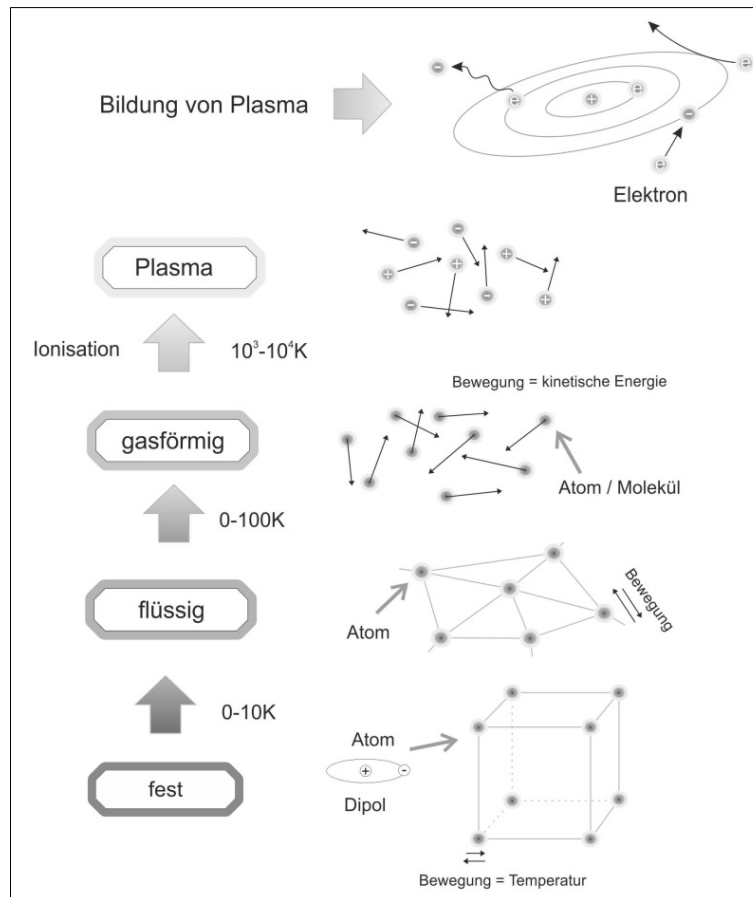 Bildung von Plasma
e
e
e
e
Elektron
Plasma
Ionisation
10³-10⁴K
Bewegung = kinetische Energie
gasförmig
Atom / Molekül
0-100K
Bewegung
flüssig
Atom
0-10K
Atom
fest
Dipol
Bewegung = Temperatur